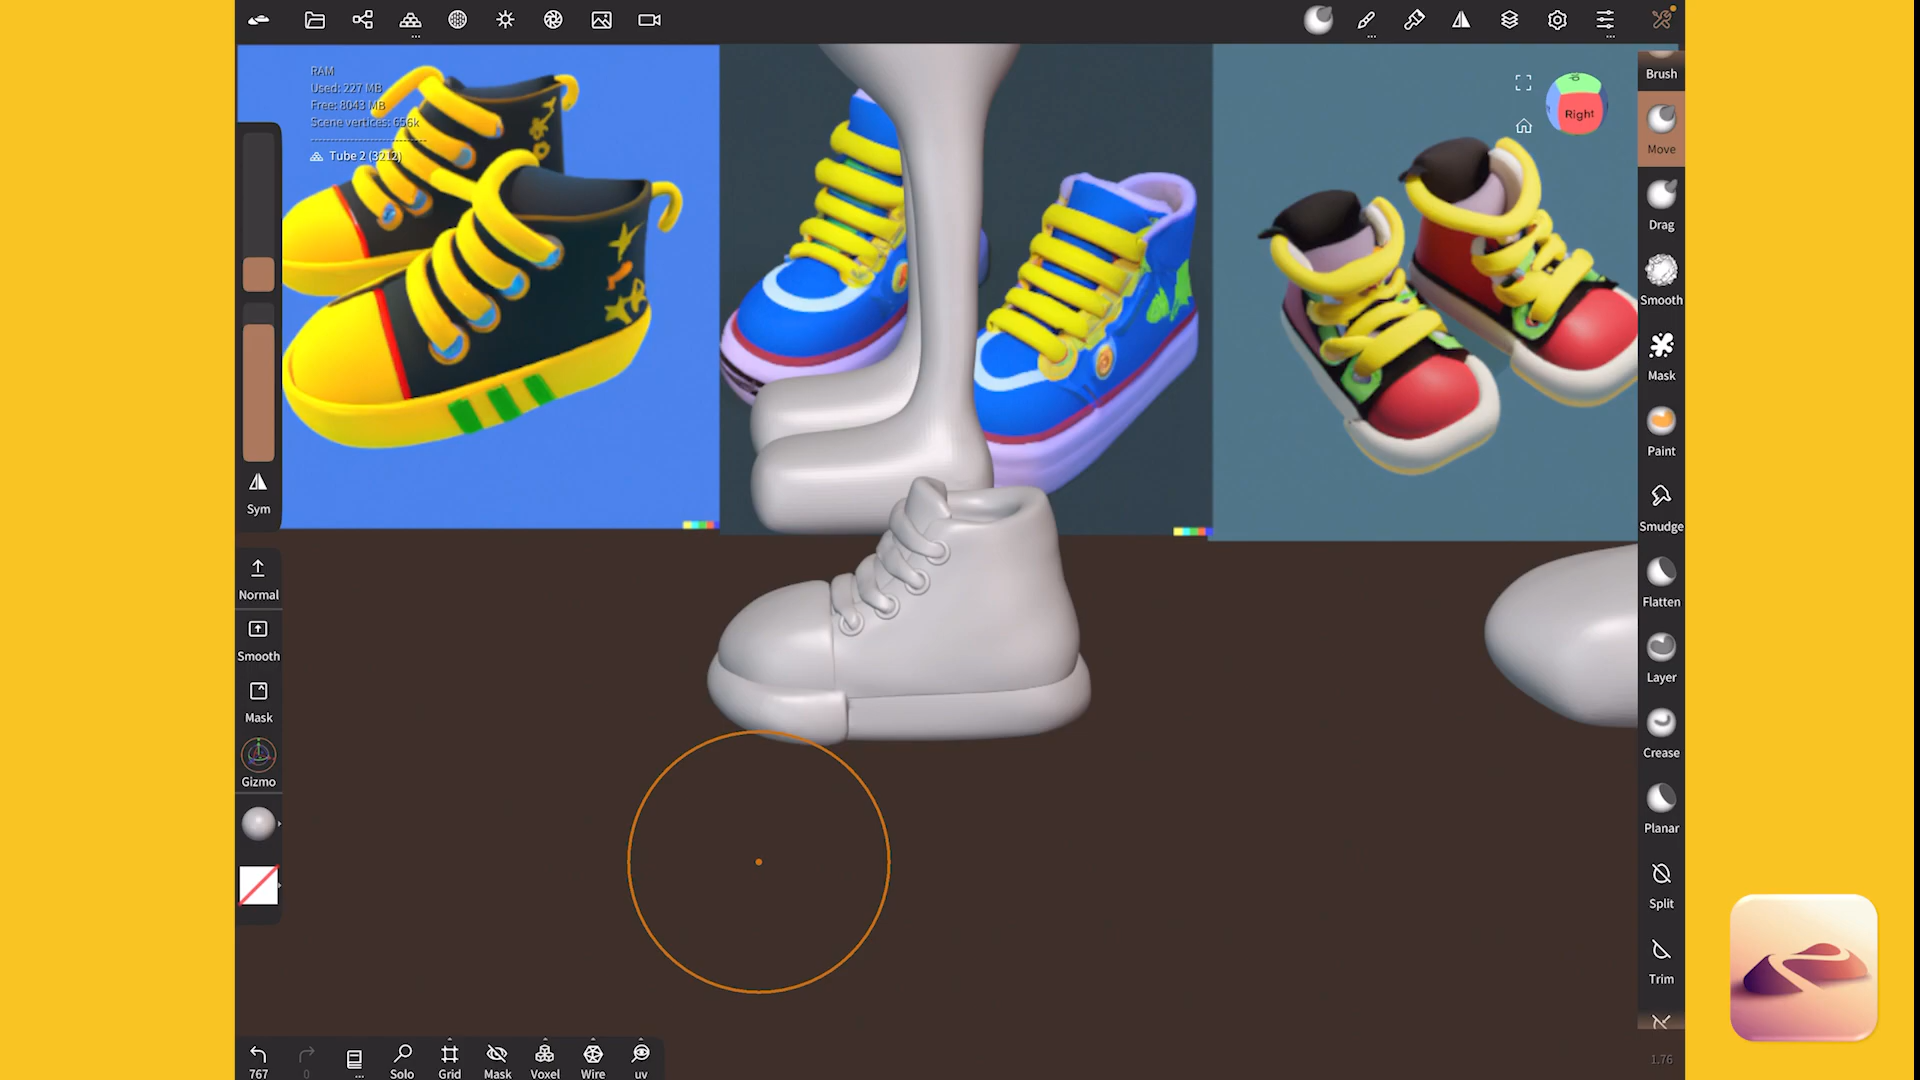 RAM
Used: 227 MB
Free: 8043 MB
Scene vertices: 656k
Tube 2 (3212)
Right
Sym
Normal
Smooth
Mask
Gizmo
Brush
Move
Drag
Smooth
Mask
Paint
Smudge
Flatten
Layer
Crease
Planar
Split
Trim
1.76
767
0
Solo
Grid
Mask
Voxel
Wire
uv